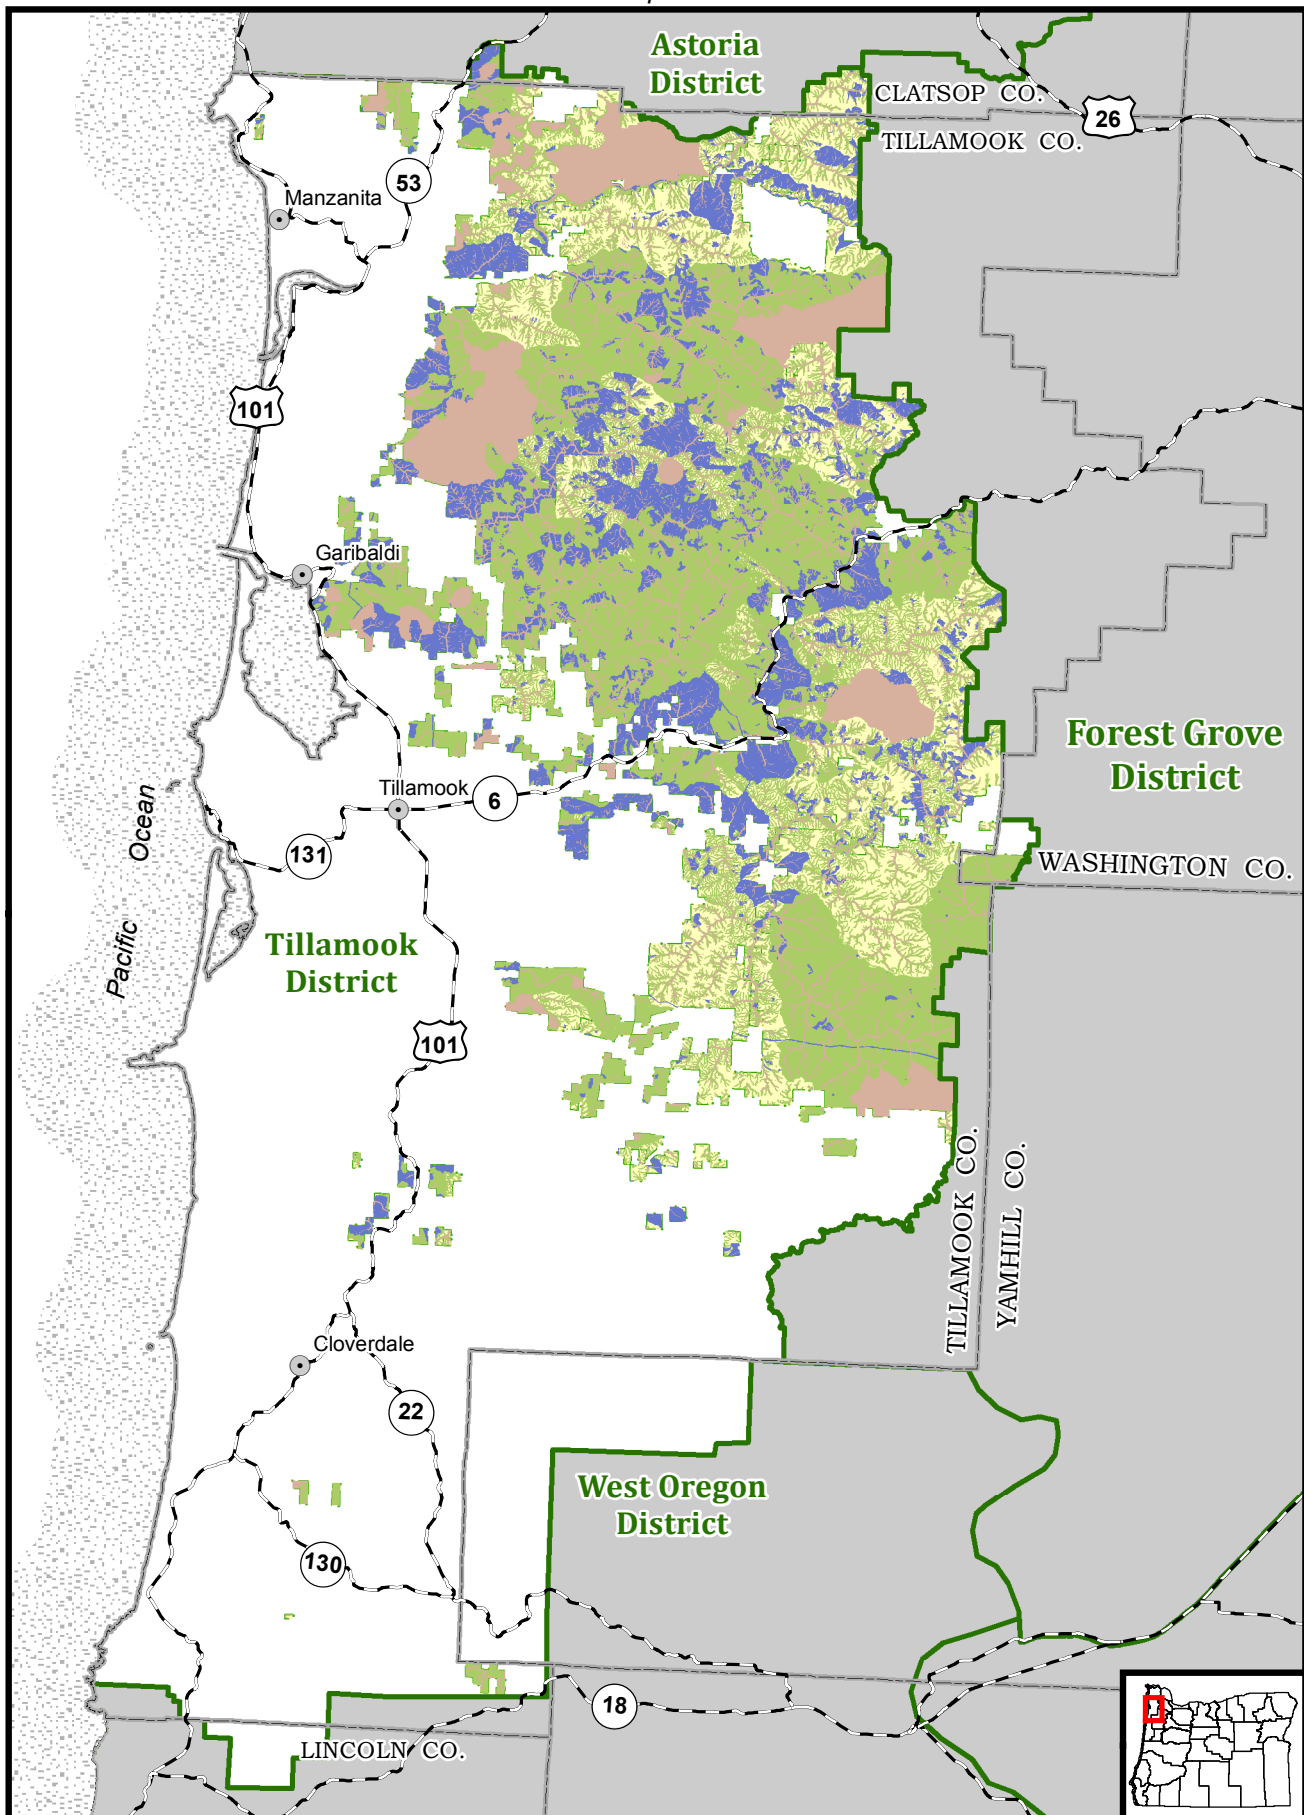 Astoria
District
CLATSOP CO.
26
TILLAMOOK CO.
53
Manzanita
101
Garibaldi
Forest Grove
District
Tillamook
6
131
WASHINGTON CO.
Pacific Ocean
Tillamook
District
101
TILLAMOOK CO.
YAMHILL CO.
Cloverdale
22
West Oregon
District
130
18
LINCOLN CO.